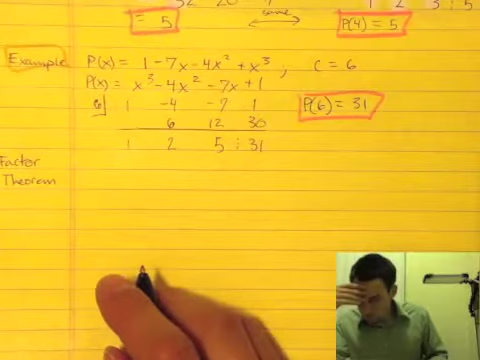 = 5
same
P(4) = 5
1 2 3 ⋮ 5
Example P(x) = 1 - 7x - 4x² + x³ ; c = 6
P(x) = x³ - 4x² - 7x + 1
6 1 -4 -7 1
P(6) = 31
6 12 30
1 2 5 ⋮ 31
Factor
Theorem